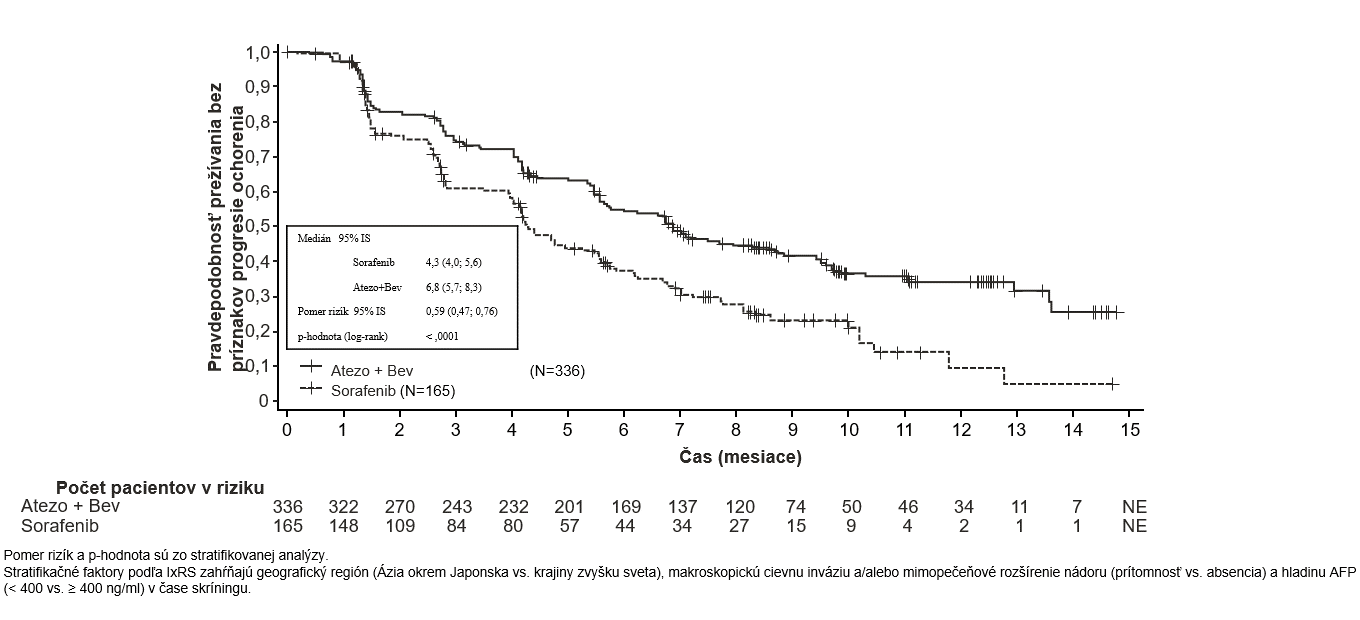 Pravdepodobnosť prežívania bez
príznakov progresie ochorenia
1,0
0,9
0,8
0,7
0,6
0,5
0,4
0,3
0,2
0,1
0
Medián 95% IS
Sorafenib 4,3 (4,0; 5,6)
Atezo+Bev 6,8 (5,7; 8,3)
Pomer rizík 95% IS 0,59 (0,47; 0,76)
p-hodnota (log-rank) < ,0001
Atezo + Bev (N=336)
Sorafenib (N=165)
0 1 2 3 4 5 6 7 8 9 10 11 12 13 14 15
Čas (mesiace)
Počet pacientov v riziku
Atezo + Bev 336 322 270 243 232 201 169 137 120 74 50 46 34 11 7 NE
Sorafenib 165 148 109 84 80 57 44 34 27 15 9 4 2 1 1 NE
Pomer rizík a p-hodnota sú zo stratifikovanej analýzy.
Stratifikačné faktory podľa IxRS zahŕňajú geografický región (Ázia okrem Japonska vs. krajiny zvyšku sveta), makroskopickú cievnu inváziu a/alebo mimopečeňové rozšírenie nádoru (prítomnosť vs. absencia) a hladinu AFP
(< 400 vs. ≥ 400 ng/ml) v čase skríningu.